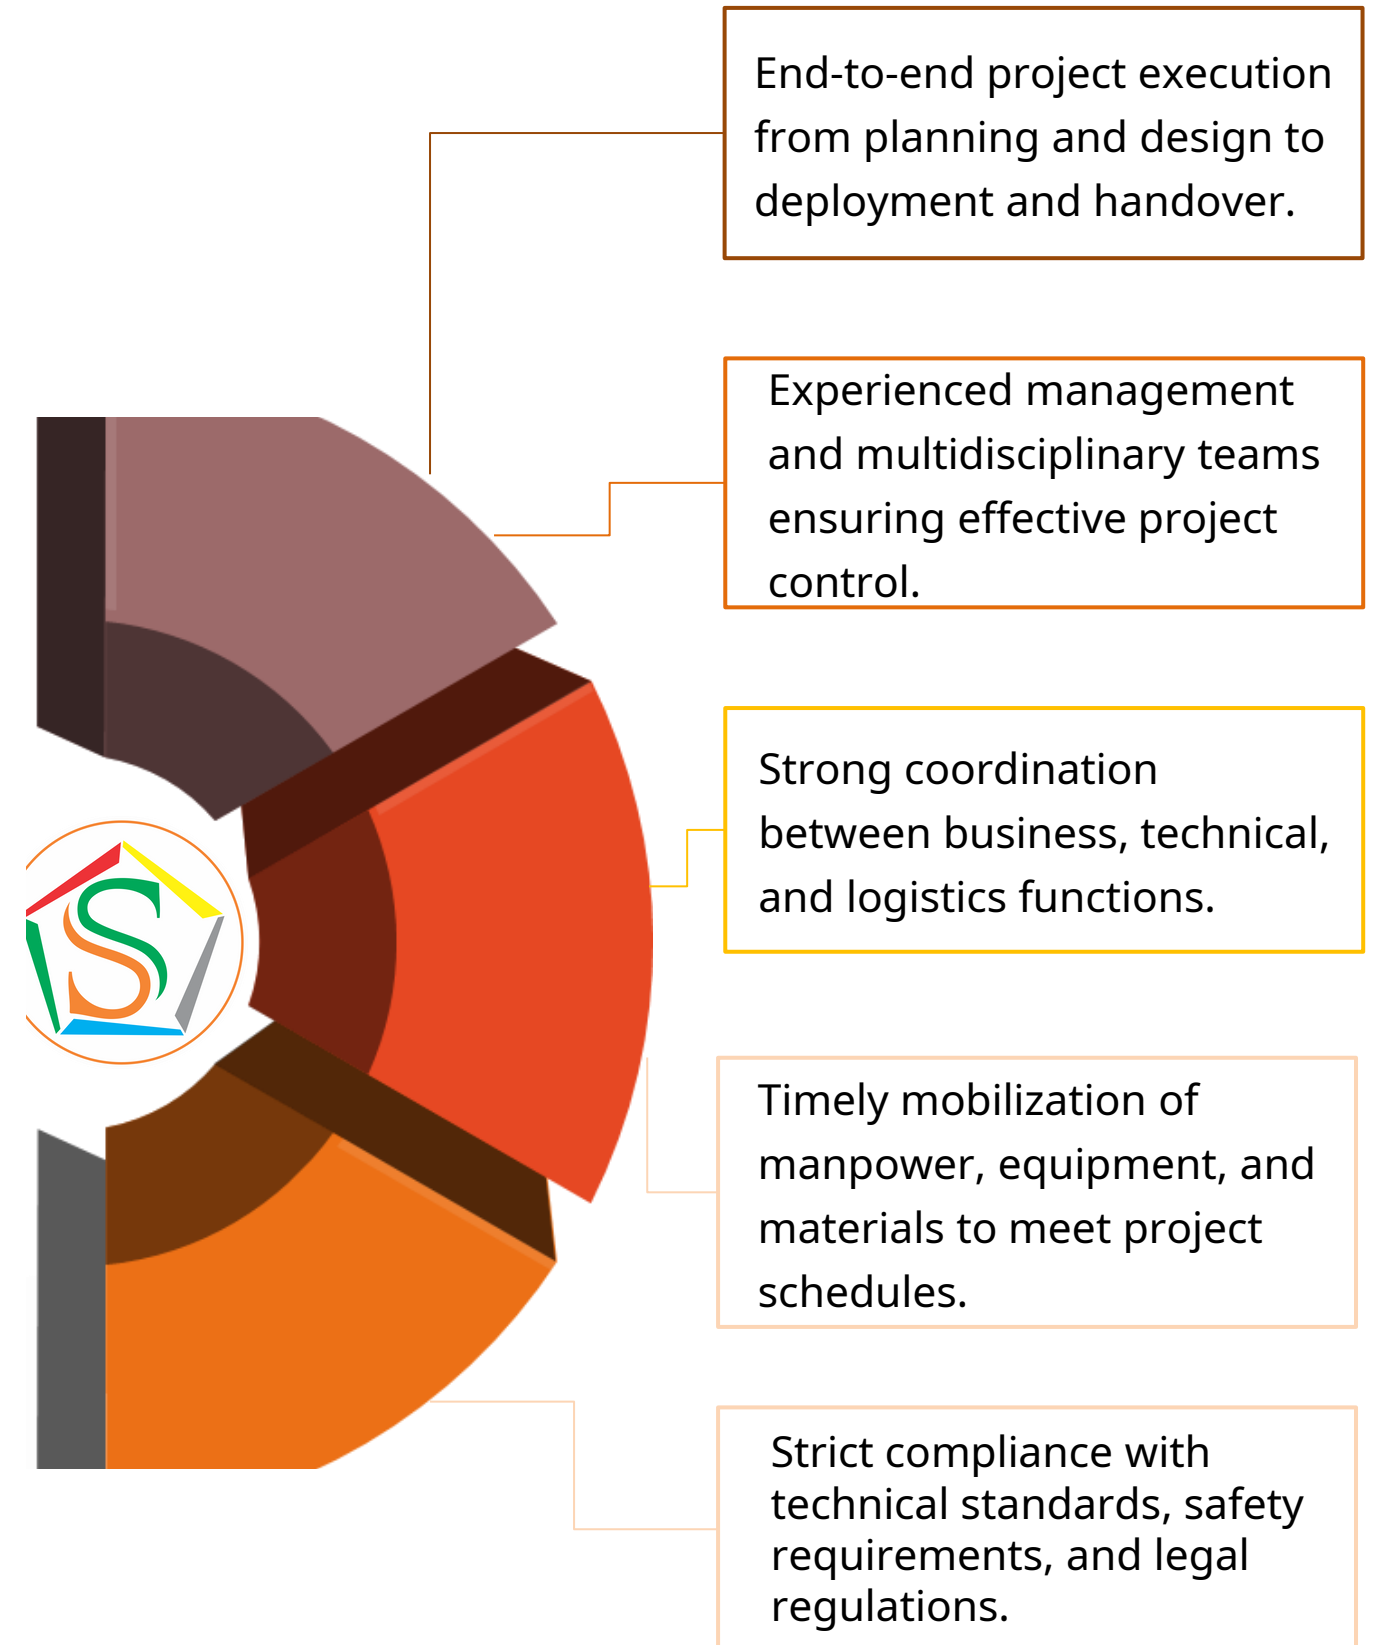 End-to-end project execution
from planning and design to
deployment and handover.
Experienced management
and multidisciplinary teams
ensuring effective project
control.
Strong coordination
between business, technical,
and logistics functions.
Timely mobilization of
manpower, equipment, and
materials to meet project
schedules.
Strict compliance with
technical standards, safety
requirements, and legal
regulations.
S